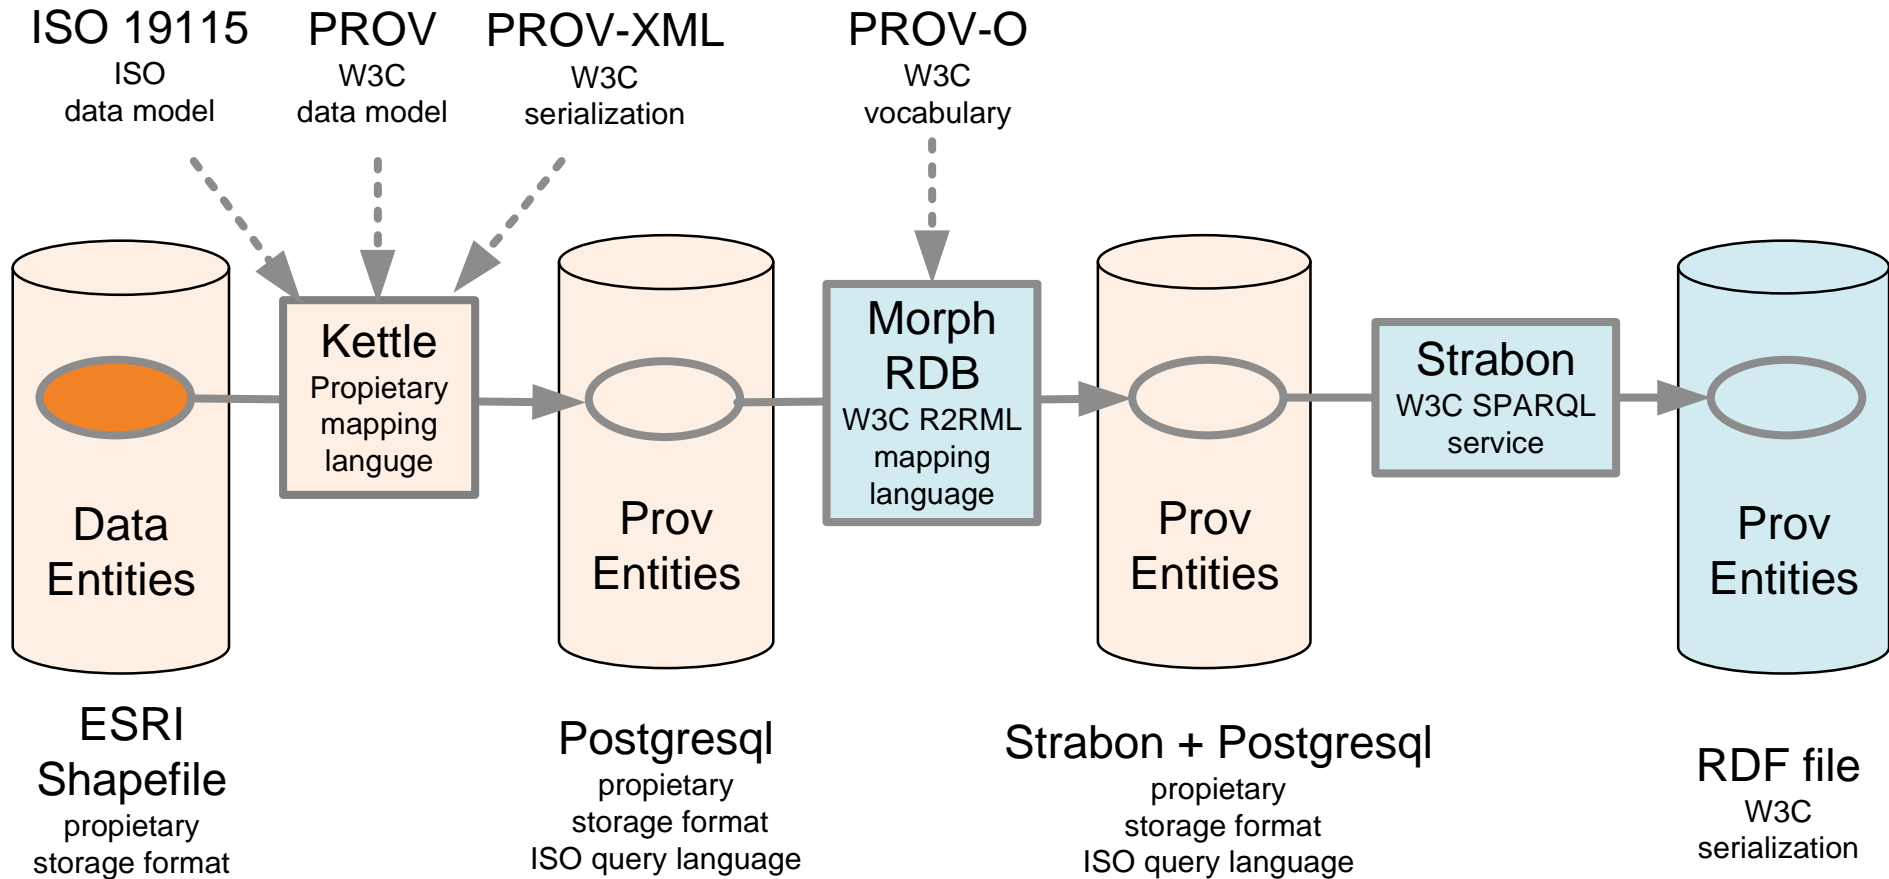 ISO 19115
ISO
data model
PROV
W3C
data model
PROV-XML
W3C
serialization
PROV-O
W3C
vocabulary
Data
Entities
Kettle
Propietary
mapping
languge
Prov
Entities
Morph
RDB
W3C R2RML
mapping
language
Prov
Entities
Strabon
W3C SPARQL
service
Prov
Entities
ESRI
Shapefile
propietary
storage format
Postgresql
propietary
storage format
ISO query language
Strabon + Postgresql
propietary
storage format
ISO query language
RDF file
W3C
serialization